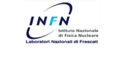 INFN
Istituto Nazionale
di Fisica Nucleare
Laboratori Nazionali di Frascati